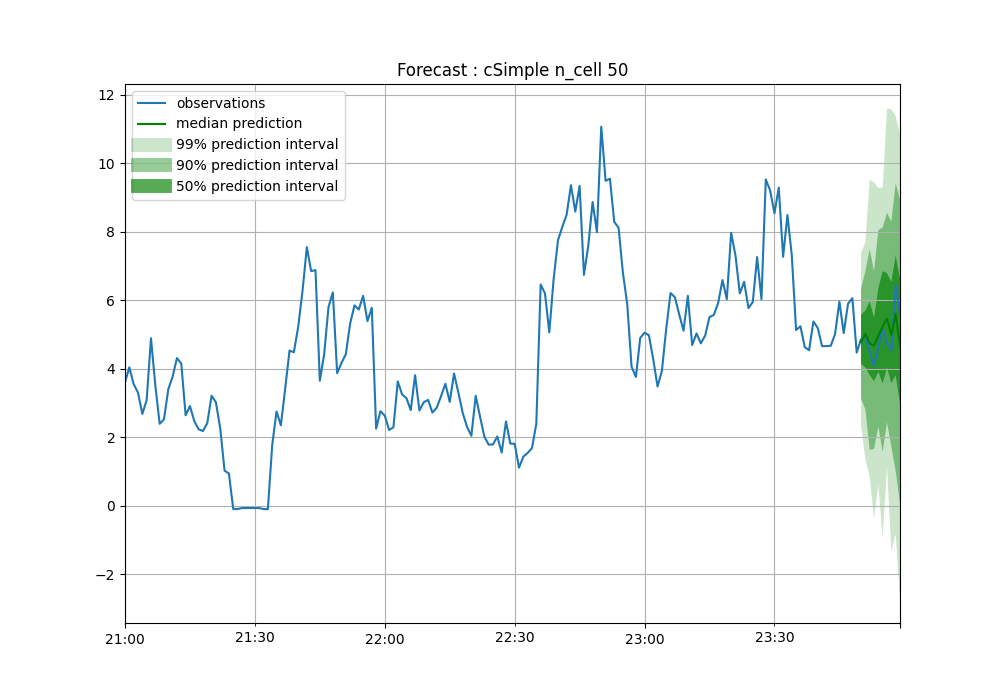 Forecast : cSimple n_cell 50
observations
median prediction
99% prediction interval
90% prediction interval
50% prediction interval
12
10
8
6
4
2
0
−2
21:00 21:30 22:00 22:30 23:00 23:30